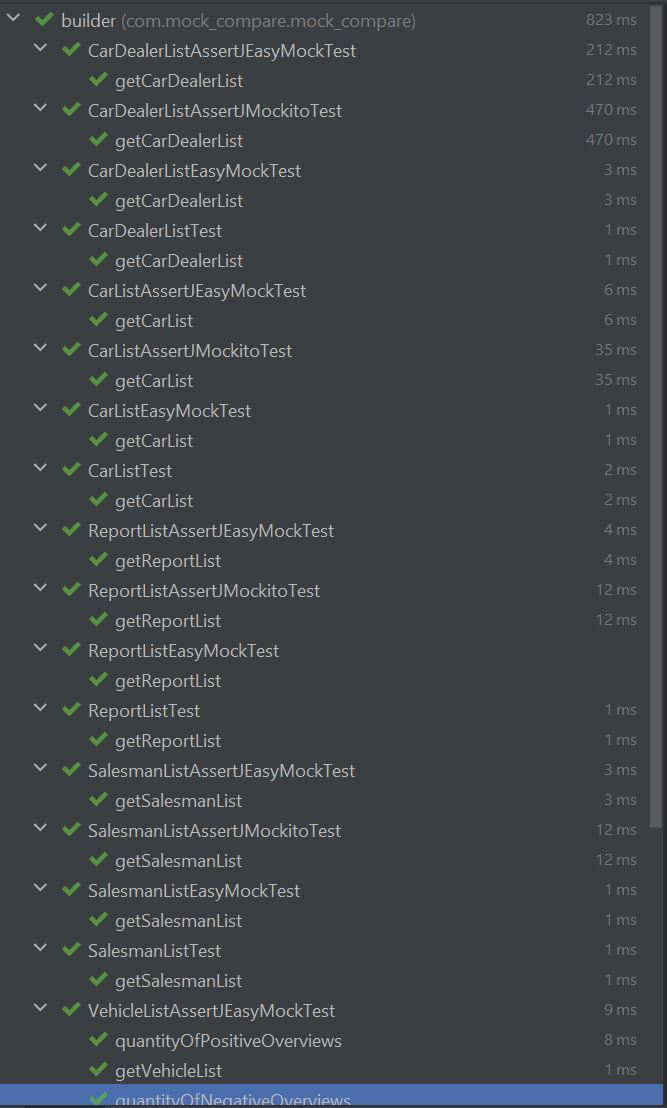 builder (com.mock_compare.mock_compare) 823 ms
CarDealerListAssertJEasyMockTest 212 ms
getCarDealerList 212 ms
CarDealerListAssertJMockitoTest 470 ms
getCarDealerList 470 ms
CarDealerListEasyMockTest 3 ms
getCarDealerList 3 ms
CarDealerListTest 1 ms
getCarDealerList 1 ms
CarListAssertJEasyMockTest 6 ms
getCarList 6 ms
CarListAssertJMockitoTest 35 ms
getCarList 35 ms
CarListEasyMockTest 1 ms
getCarList 1 ms
CarListTest 2 ms
getCarList 2 ms
ReportListAssertJEasyMockTest 4 ms
getReportList 4 ms
ReportListAssertJMockitoTest 12 ms
getReportList 12 ms
ReportListEasyMockTest
getReportList
ReportListTest 1 ms
getReportList 1 ms
SalesmanListAssertJEasyMockTest 3 ms
getSalesmanList 3 ms
SalesmanListAssertJMockitoTest 12 ms
getSalesmanList 12 ms
SalesmanListEasyMockTest 1 ms
getSalesmanList 1 ms
SalesmanListTest 1 ms
getSalesmanList 1 ms
VehicleListAssertJEasyMockTest 9 ms
quantityOfPositiveOverviews 8 ms
getVehicleList 1 ms
quantityOfNegativeOverviews